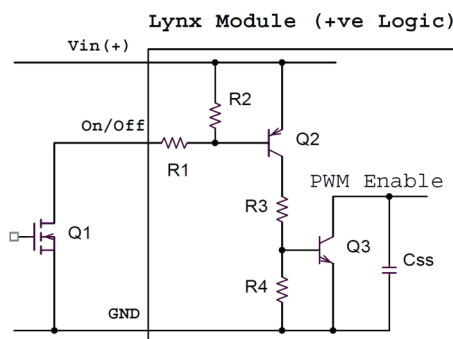 Lynx Module (+ve Logic)
Vin(+)
R2
On/Off
Q2
R1
PWM Enable
R3
Q1
Q3
Css
R4
GND